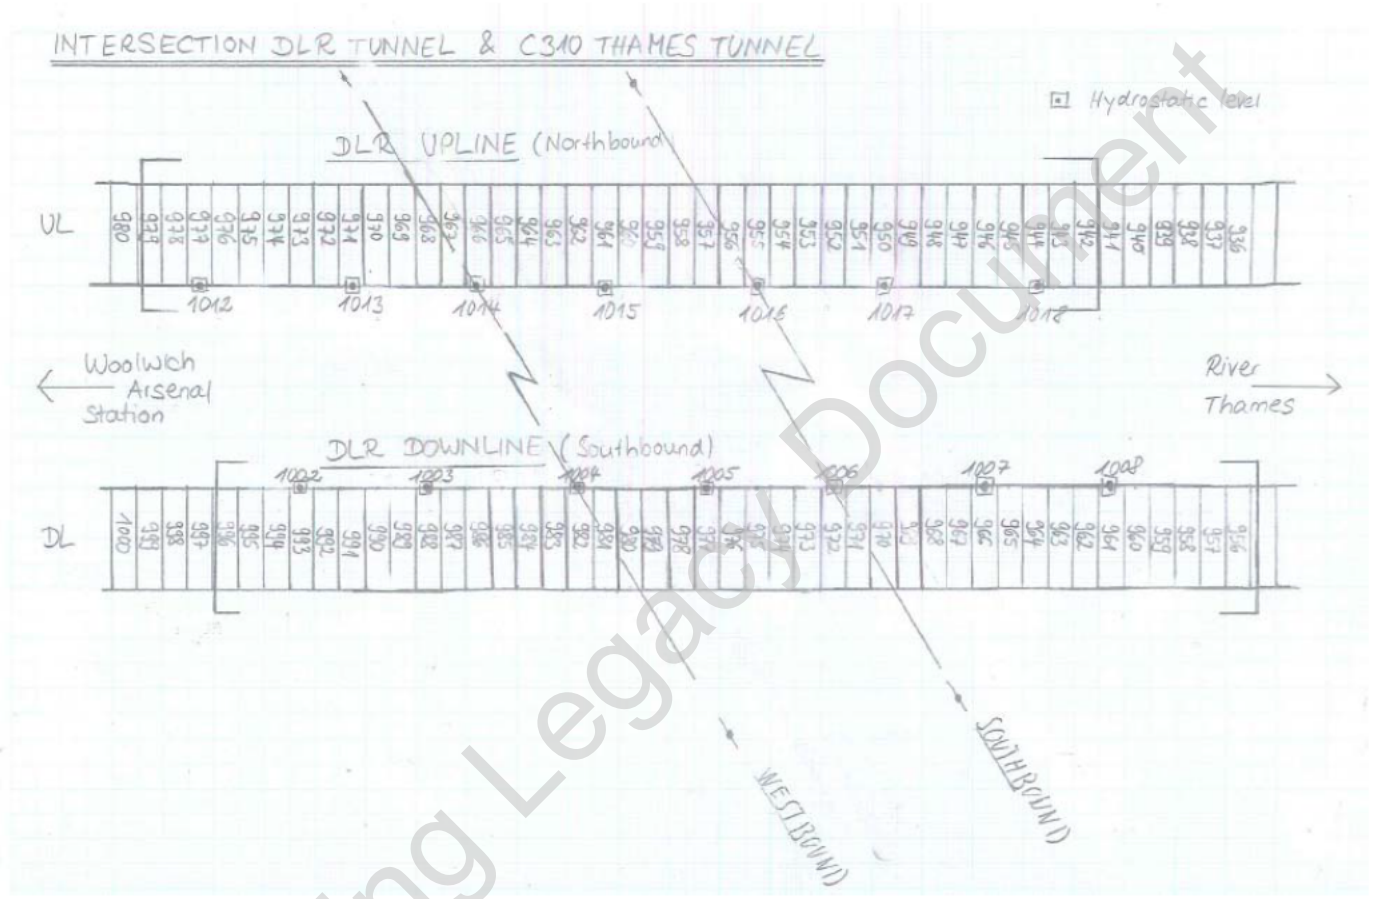 INTERSECTION DLR TUNNEL & C310 THAMES TUNNEL
Hydrostatic level
DLR UPLINE (Northbound)
UL
980 979 978 977 976 975 974 973 972 971 970 969 968 967 966 965 964 963 962 961 960 959 958 957 956 955 954 953 952 951 950 949 948 947 946 945 944 943 942 941 940 939 938 937 936
1012 1013 1014 1015 1016 1017 1018
Woolwich
Arsenal
Station
River
Thames
DLR DOWNLINE (Southbound)
1002 1003 1004 1005 1006 1007 1008
DL
1000 999 998 997 996 995 994 993 992 991 990 989 988 987 986 985 984 983 982 981 980 979 978 977 976 975 974 973 972 971 970 969 968 967 966 965 964 963 962 961 960 959 958 957 956
SOUTHBOUND
WESTBOUND
ing Legacy Document